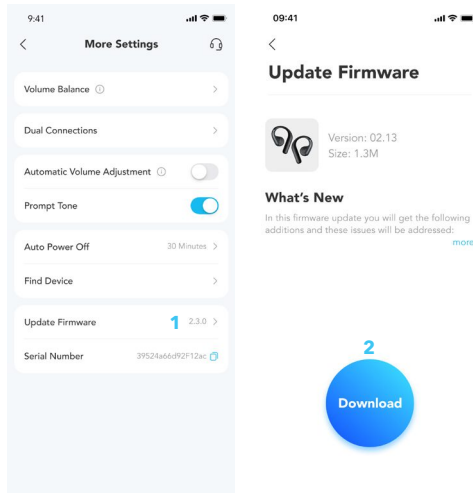 9:41
More Settings
Volume Balance
Dual Connections
Automatic Volume Adjustment
Prompt Tone
Auto Power Off 30 Minutes
Find Device
Update Firmware 1 2.3.0
Serial Number 39524a66d92F12ac
09:41
Update Firmware
Version: 02.13
Size: 1.3M
What's New
In this firmware update you will get the following
additions and these issues will be addressed:
more
2
Download